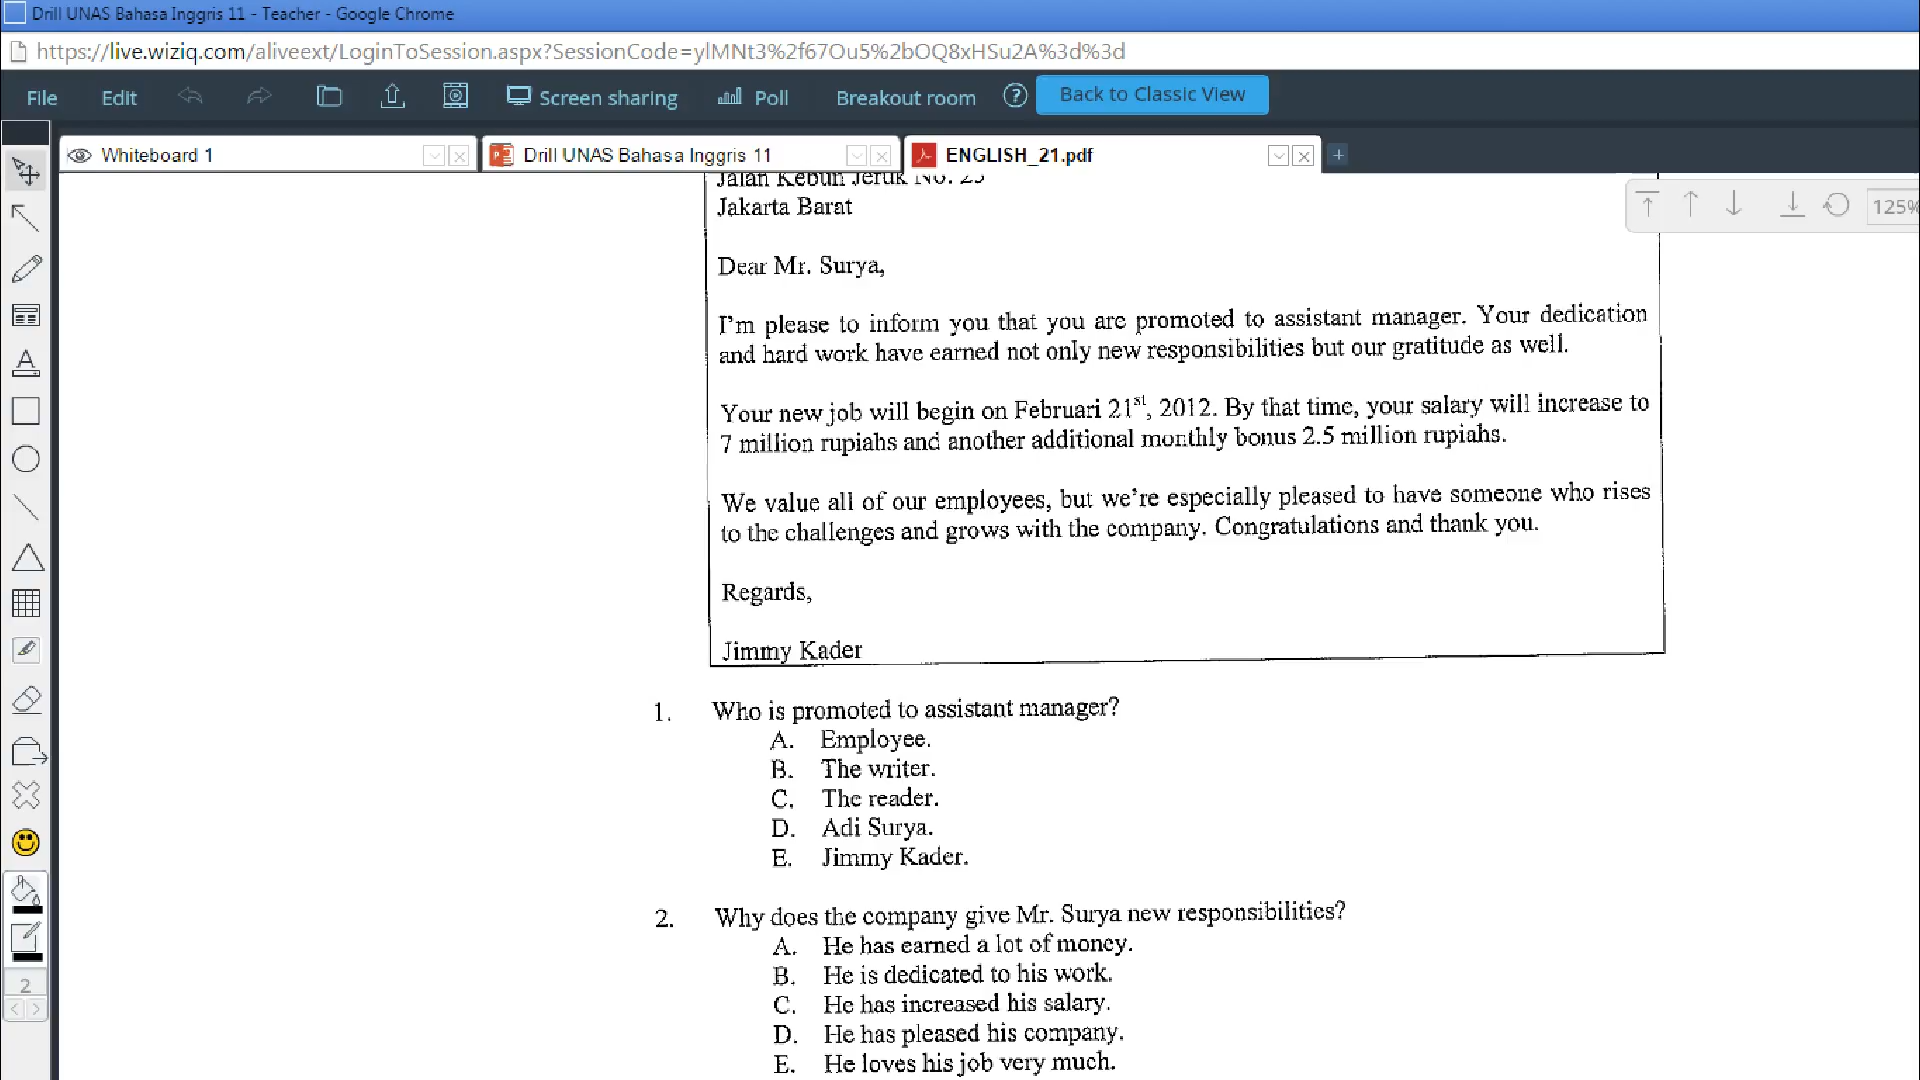 Drill UNAS Bahasa Inggris 11 - Teacher - Google Chrome
https://live.wiziq.com/aliveext/LoginToSession.aspx?SessionCode=ylMNt3%2f67Ou5%2bOQ8xHSu2A%3d%3d
File Edit Screen sharing Poll Breakout room ? Back to Classic View
Whiteboard 1 Drill UNAS Bahasa Inggris 11 ENGLISH_21.pdf +
125%
Jalan Kebun Jeruk No. 25
Jakarta Barat
Dear Mr. Surya,
I'm please to inform you that you are promoted to assistant manager. Your dedication
and hard work have earned not only new responsibilities but our gratitude as well.
Your new job will begin on Februari 21st, 2012. By that time, your salary will increase to
7 million rupiahs and another additional monthly bonus 2.5 million rupiahs.
We value all of our employees, but we're especially pleased to have someone who rises
to the challenges and grows with the company. Congratulations and thank you.
Regards,
Jimmy Kader
1. Who is promoted to assistant manager?
A. Employee.
B. The writer.
C. The reader.
D. Adi Surya.
E. Jimmy Kader.
2. Why does the company give Mr. Surya new responsibilities?
A. He has earned a lot of money.
B. He is dedicated to his work.
C. He has increased his salary.
D. He has pleased his company.
E. He loves his job very much.
2